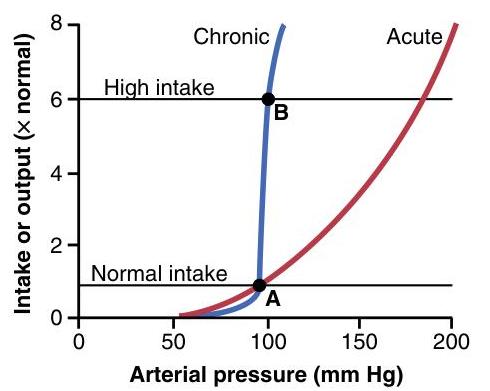 8
Chronic
Acute
High intake
6
B
4
2
Normal intake
A
0
0
50
100
150
200
Intake or output (× normal)
Arterial pressure (mm Hg)